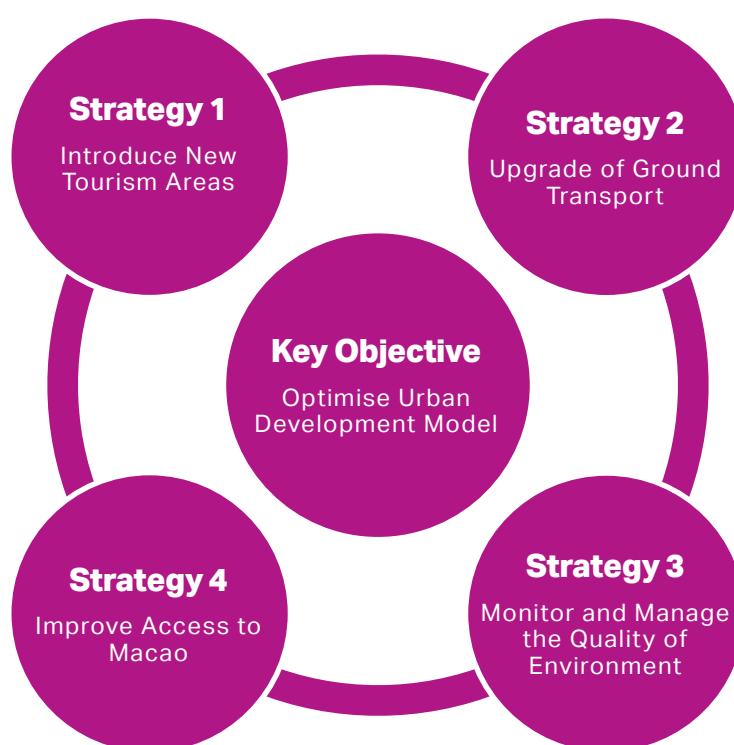 Strategy 1
Introduce New
Tourism Areas
Strategy 2
Upgrade of Ground
Transport
Key Objective
Optimise Urban
Development Model
Strategy 4
Improve Access to
Macao
Strategy 3
Monitor and Manage
the Quality of
Environment